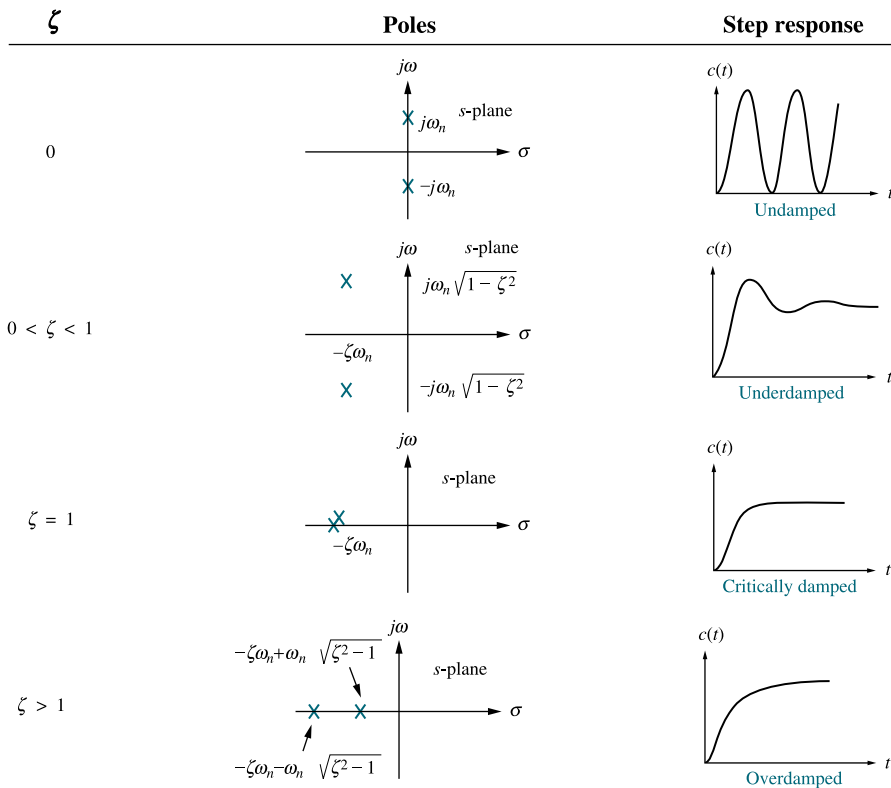 ζ Poles Step response
0
jω
s-plane
jωₙ
σ
−jωₙ
c(t)
t
Undamped
0 < ζ < 1
jω
s-plane
jωₙ √1 − ζ²
σ
−ζωₙ
−jωₙ √1 − ζ²
c(t)
t
Underdamped
ζ = 1
jω
s-plane
σ
−ζωₙ
c(t)
t
Critically damped
ζ > 1
jω
−ζωₙ+ωₙ √ζ² − 1
s-plane
σ
−ζωₙ−ωₙ √ζ² − 1
c(t)
t
Overdamped